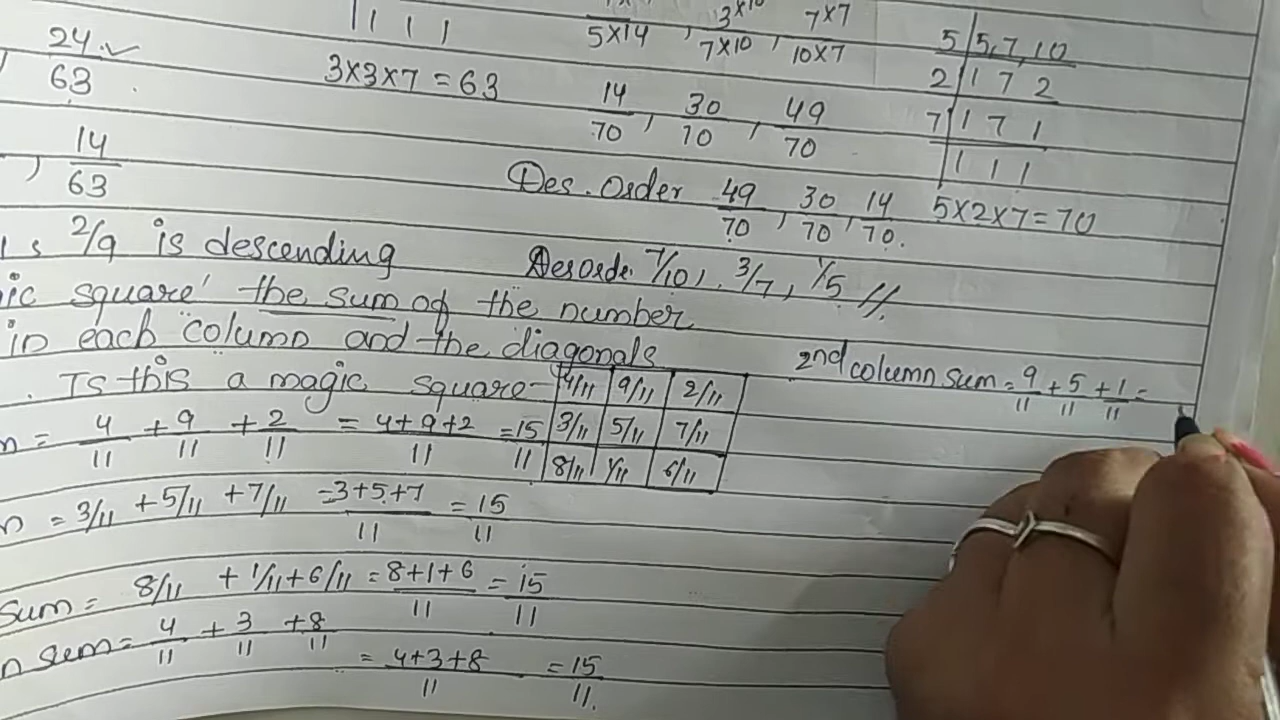 1 1 1
5×14 , 3×10/7×10 , 7×7/10×7
5 | 5, 7, 10
2 | 1 7 2
7 | 1 7 1
1 1 1
5×2×7=70
24/63
3×3×7=63
14/70 , 30/70 , 49/70
, 14/63
Des. Order 49/70 , 30/70 , 14/70.
2/9 is descending
7/10, 3/7, 1/5 //.
square' the sum of the number
in each column and the diagonals
. Is this a magic square-
4/11 9/11 2/11
3/11 5/11 7/11
8/11 1/11 6/11
2nd column sum = 9/11 + 5/11 + 1/11 =
= 4/11 + 9/11 + 2/11 = 4+9+2/11 = 15/11
= 3/11 + 5/11 + 7/11 = 3+5+7/11 = 15/11
Sum = 8/11 + 1/11 + 6/11 = 8+1+6/11 = 15/11
sum = 4/11 + 3/11 + 8/11
= 4+3+8/11 = 15/11.